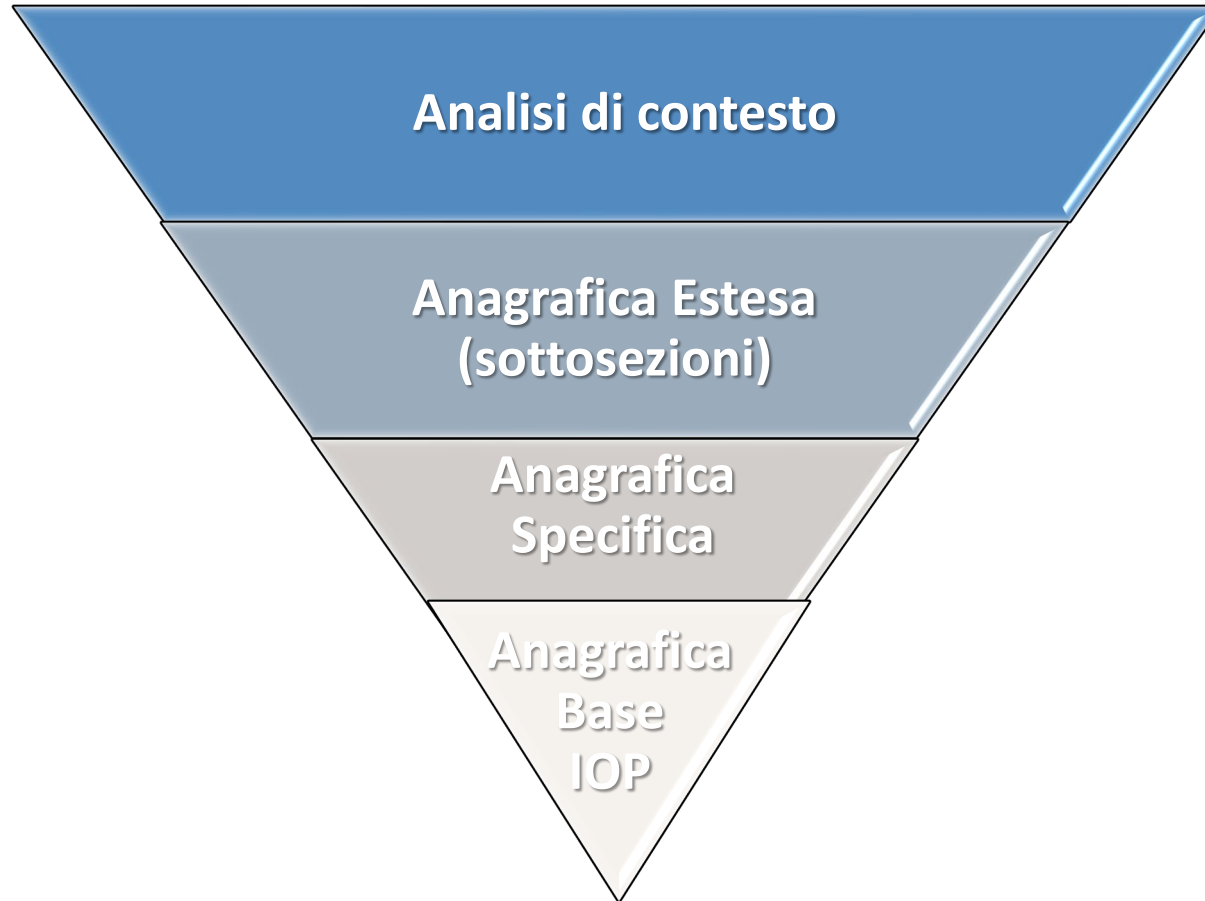 Analisi di contesto
Anagrafica Estesa
(sottosezioni)
Anagrafica
Specifica
Anagrafica
Base
IOP